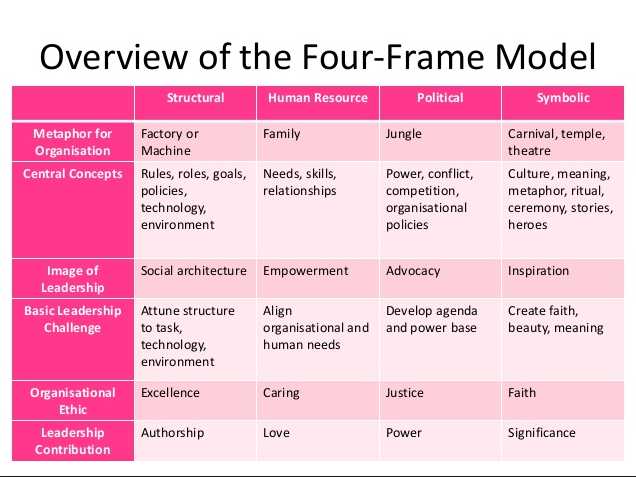 Overview of the Four-Frame Model
Structural
Human Resource
Political
Symbolic
Metaphor for
Organisation
Factory or
Machine
Family
Jungle
Carnival, temple,
theatre
Central Concepts
Rules, roles, goals,
policies,
technology,
environment
Needs, skills,
relationships
Power, conflict,
competition,
organisational
policies
Culture, meaning,
metaphor, ritual,
ceremony, stories,
heroes
Image of
Leadership
Social architecture
Empowerment
Advocacy
Inspiration
Basic Leadership
Challenge
Attune structure
to task,
technology,
environment
Align
organisational and
human needs
Develop agenda
and power base
Create faith,
beauty, meaning
Organisational
Ethic
Excellence
Caring
Justice
Faith
Leadership
Contribution
Authorship
Love
Power
Significance